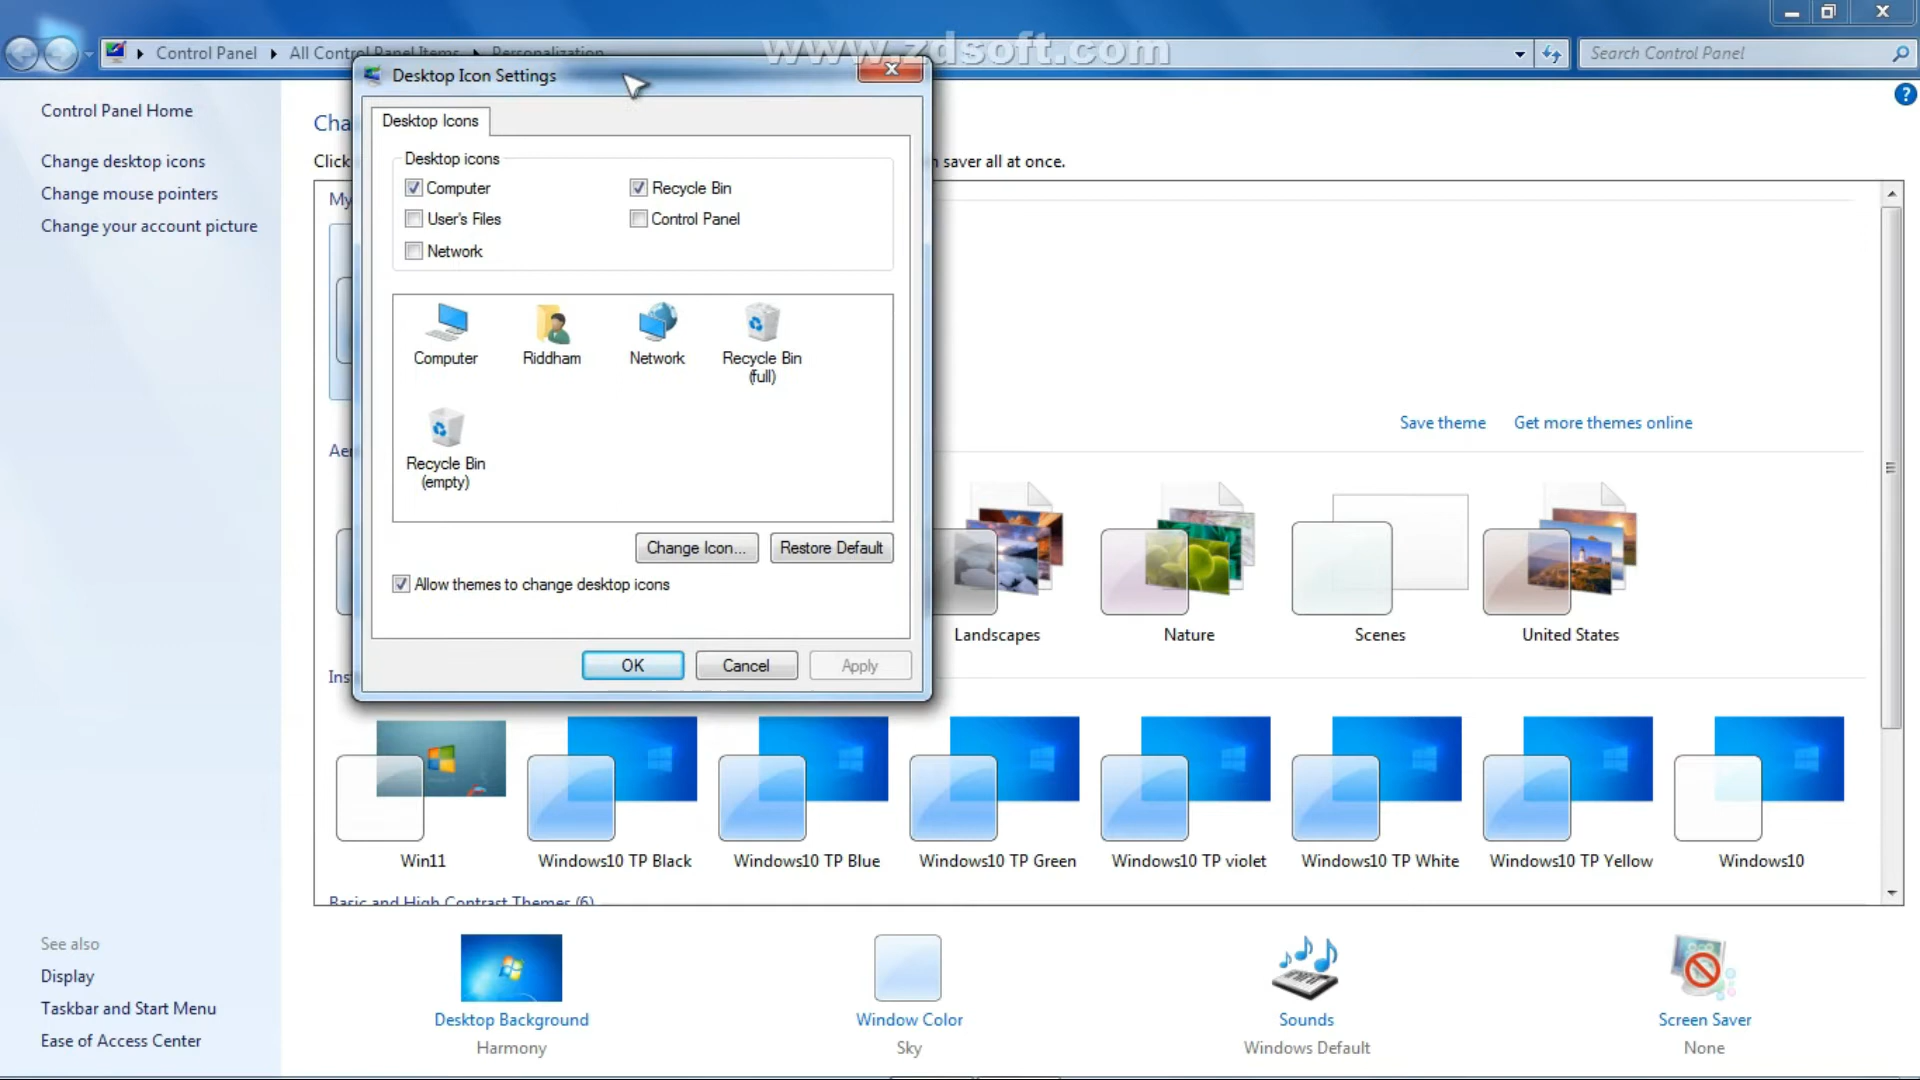 www.zdsoft.com
Control Panel
All Control Panel Items
Personalization
Search Control Panel
Desktop Icon Settings
Control Panel Home
Change desktop icons
Change mouse pointers
Change your account picture
Cha
Click
n saver all at once.
My
Desktop Icons
Desktop icons
Computer
Recycle Bin
User's Files
Control Panel
Network
Computer
Riddham
Network
Recycle Bin
(full)
Recycle Bin
(empty)
Change Icon...
Restore Default
Allow themes to change desktop icons
OK
Cancel
Apply
Save theme
Get more themes online
Aer
Landscapes
Nature
Scenes
United States
Inst
Win11
Windows10 TP Black
Windows10 TP Blue
Windows10 TP Green
Windows10 TP violet
Windows10 TP White
Windows10 TP Yellow
Windows10
Basic and High Contrast Themes (6)
See also
Display
Taskbar and Start Menu
Ease of Access Center
Desktop Background
Harmony
Window Color
Sky
Sounds
Windows Default
Screen Saver
None